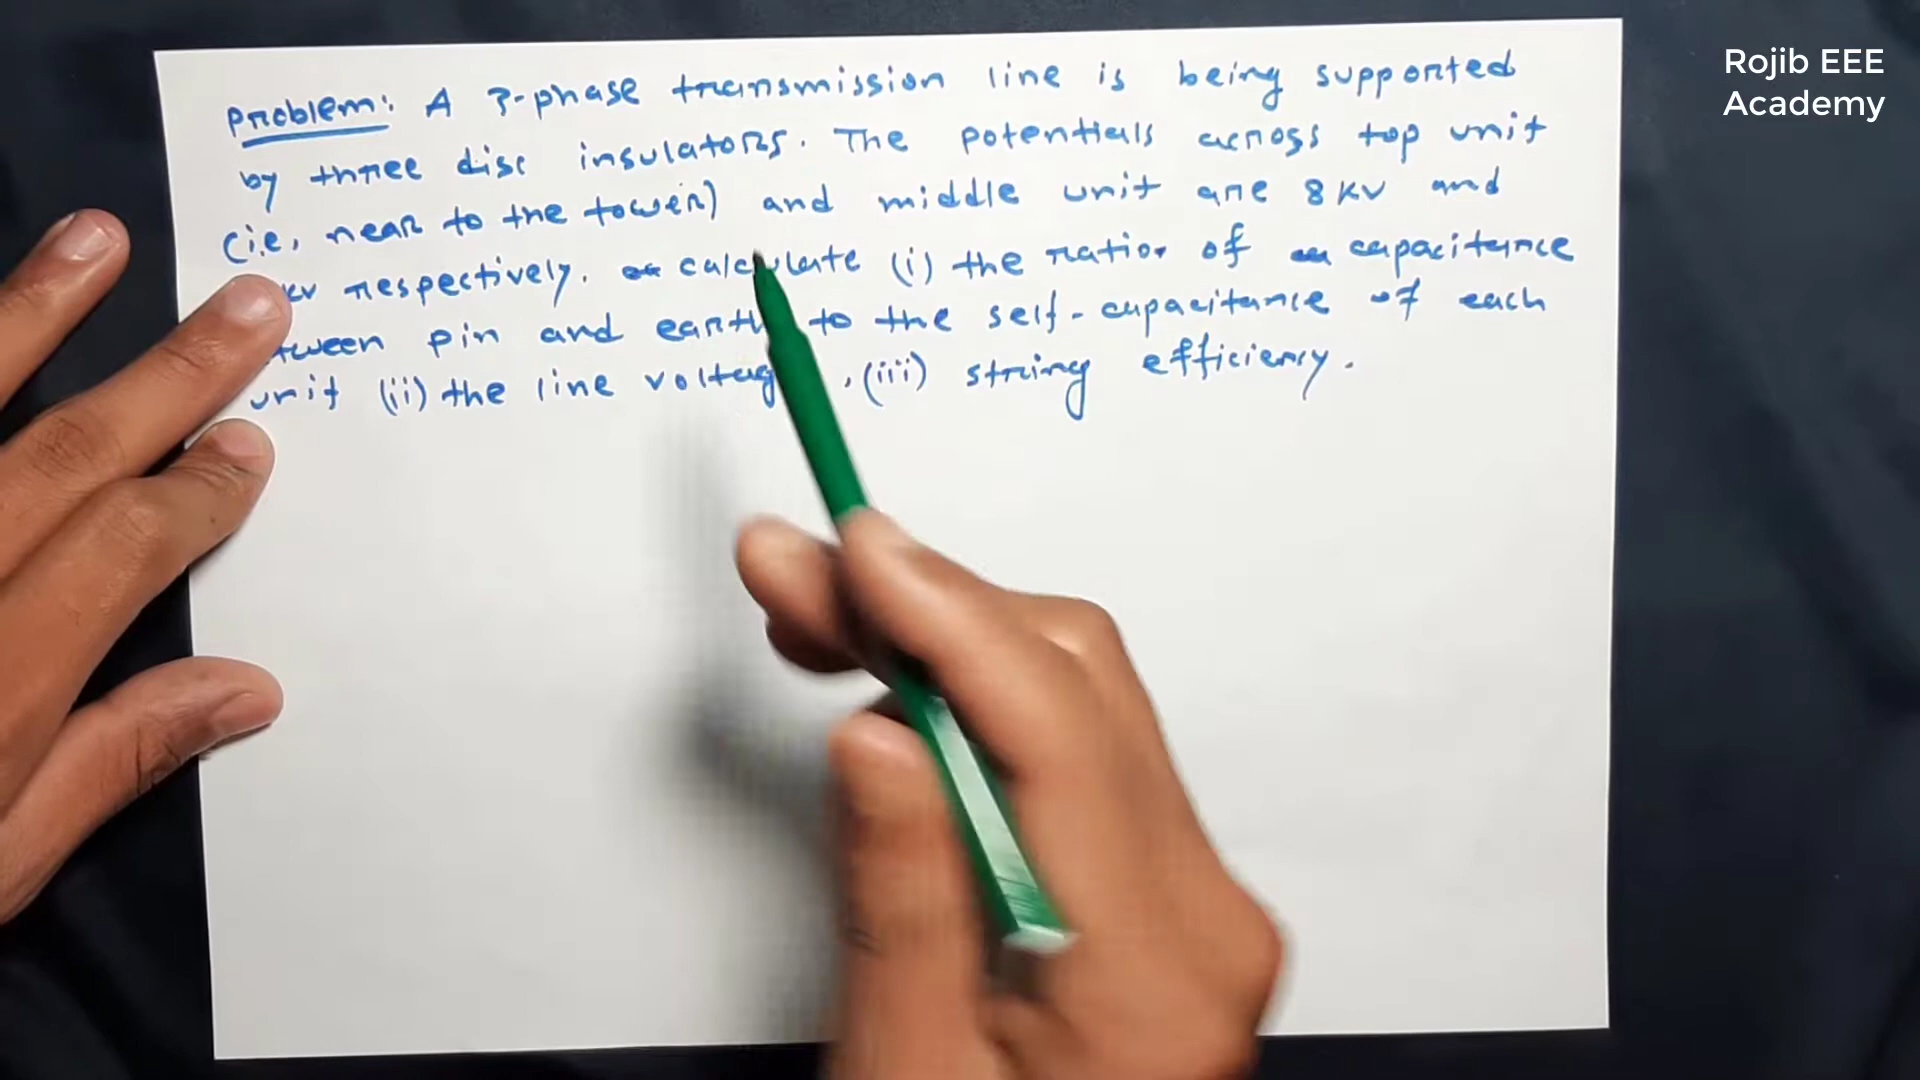 Problem: A 3-phase transmission line is being supported
by three disc insulators. The potentials across top unit
(i.e, near to the tower) and middle unit are 8 kV and
kV respectively. calculate (i) the ratio of capacitance
pin and earth to the self-capacitance of each
unit (ii) the line , (iii) string efficiency.
Rojib EEE
Academy